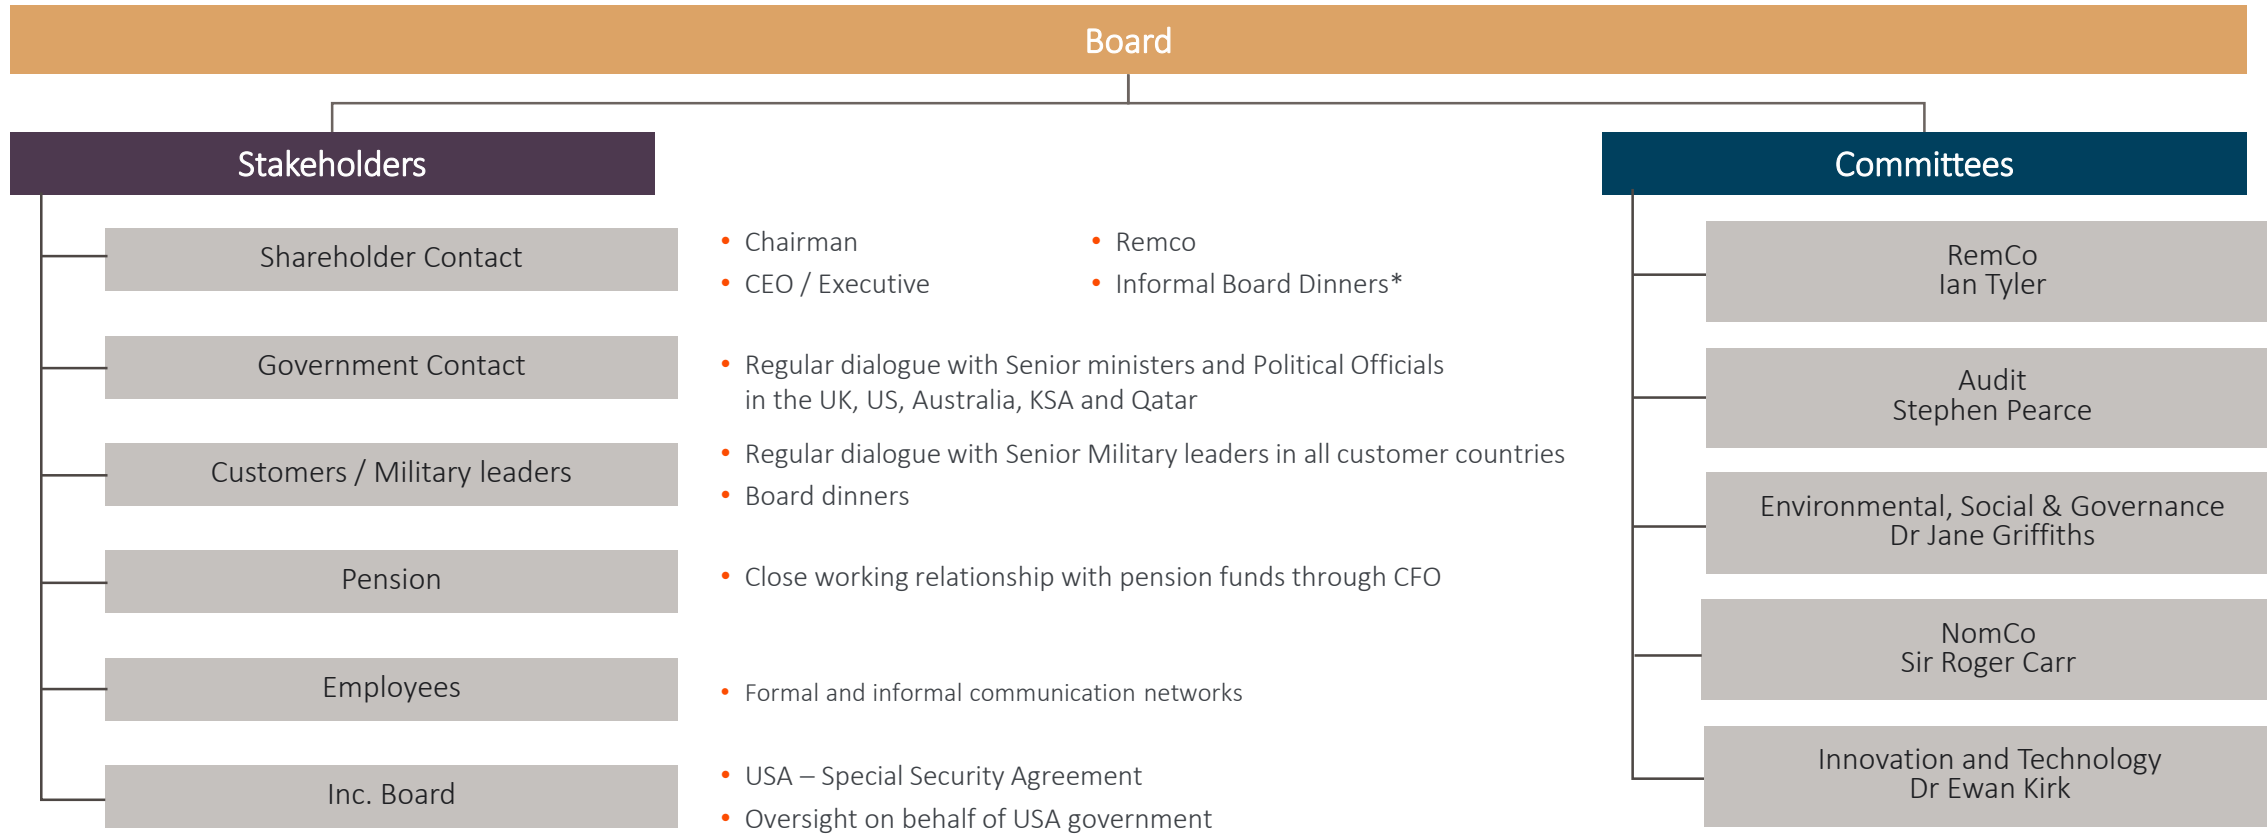 Board
Stakeholders
Shareholder Contact
• Chairman
• CEO / Executive
• Remco
• Informal Board Dinners*
Government Contact
• Regular dialogue with Senior ministers and Political Officials
in the UK, US, Australia, KSA and Qatar
Customers / Military leaders
• Regular dialogue with Senior Military leaders in all customer countries
• Board dinners
Pension
• Close working relationship with pension funds through CFO
Employees
• Formal and informal communication networks
Inc. Board
• USA – Special Security Agreement
• Oversight on behalf of USA government
Committees
RemCo
Ian Tyler
Audit
Stephen Pearce
Environmental, Social & Governance
Dr Jane Griffiths
NomCo
Sir Roger Carr
Innovation and Technology
Dr Ewan Kirk